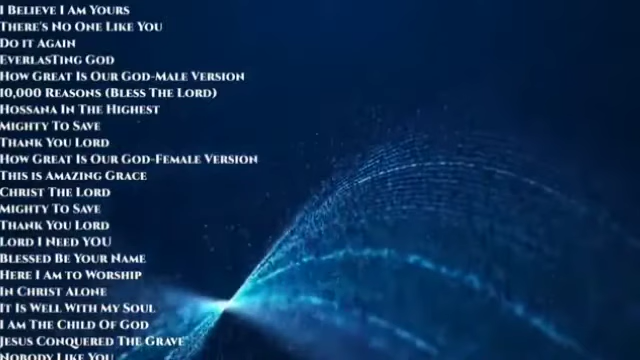 I Believe I Am Yours
There's No One Like You
Do it Again
Everlasting God
How Great Is Our God-Male Version
10,000 Reasons (Bless The Lord)
Hossana In The Highest
Mighty To Save
Thank You Lord
How Great Is Our God-Female Version
This is Amazing Grace
Christ The Lord
Mighty To Save
Thank You Lord
Lord I Need YOU
Blessed Be Your Name
Here I Am to Worship
In Christ Alone
It Is Well With My Soul
I Am The Child Of God
Jesus Conquered The Grave
Nobody Like You